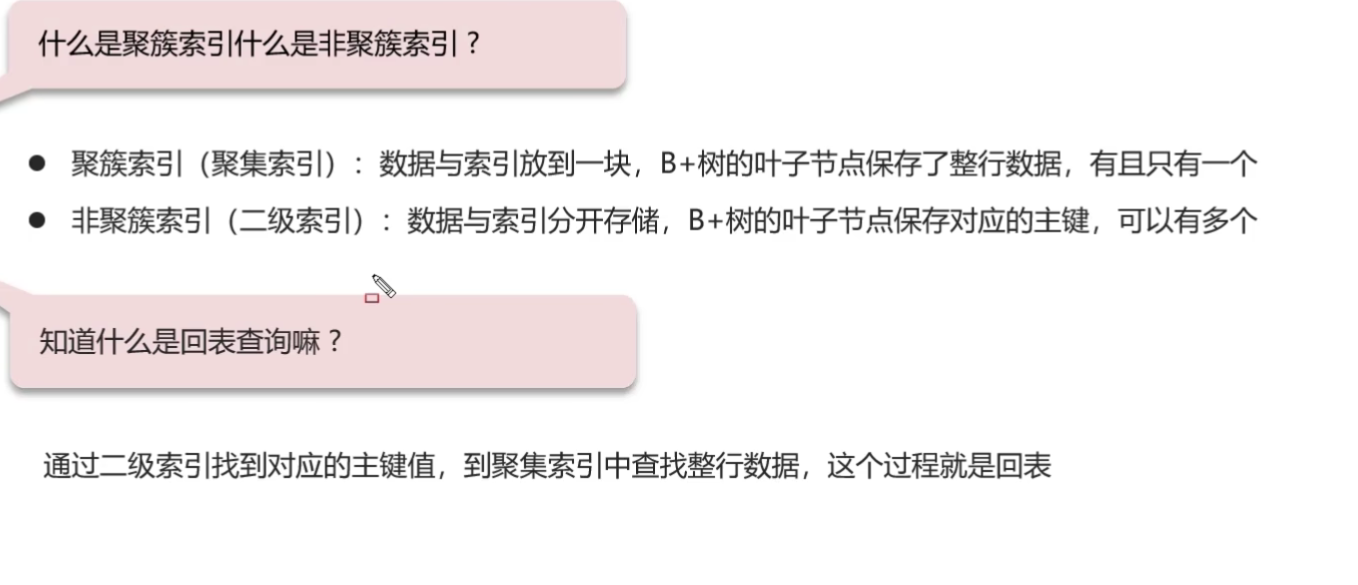 什么是聚簇索引什么是非聚簇索引？
● 聚簇索引（聚集索引）：数据与索引放到一块，B+树的叶子节点保存了整行数据，有且只有一个
● 非聚簇索引（二级索引）：数据与索引分开存储，B+树的叶子节点保存对应的主键，可以有多个
知道什么是回表查询嘛？
通过二级索引找到对应的主键值，到聚集索引中查找整行数据，这个过程就是回表